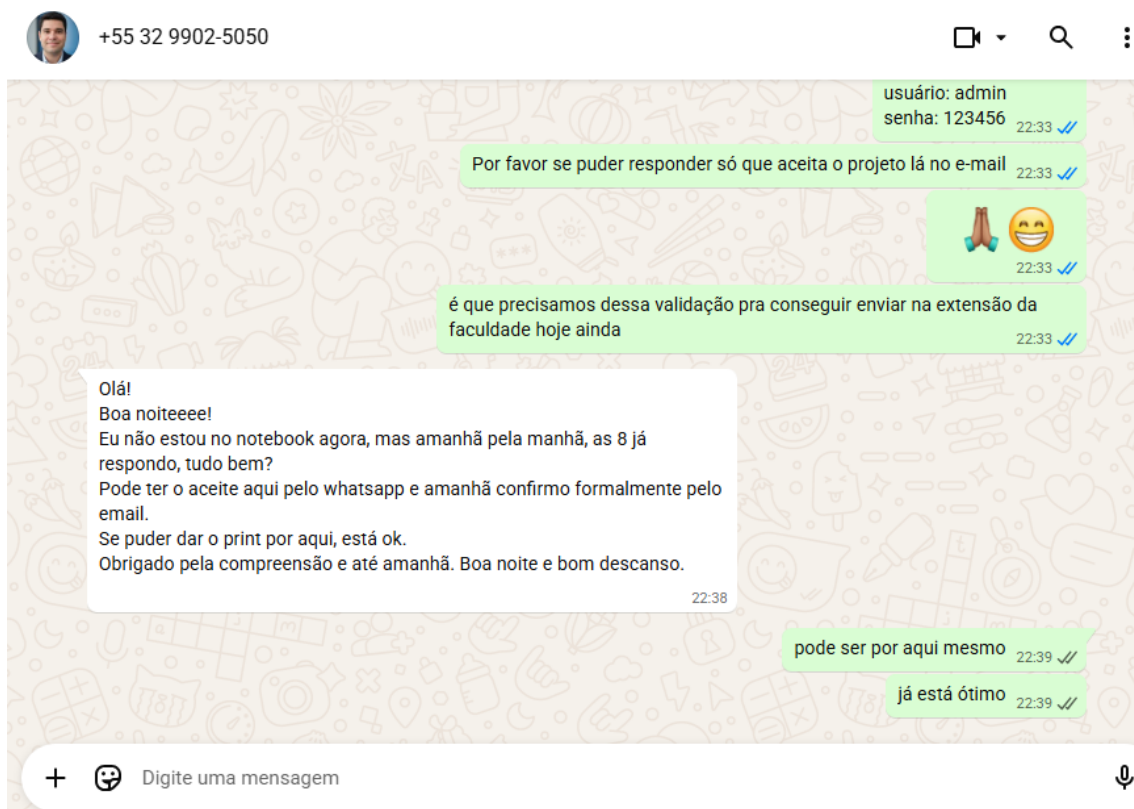 +55 32 9902-5050
usuário: admin
senha: 123456
22:33
Por favor se puder responder só que aceita o projeto lá no e-mail
22:33
22:33
é que precisamos dessa validação pra conseguir enviar na extensão da
faculdade hoje ainda
22:33
Olá!
Boa noiteeee!
Eu não estou no notebook agora, mas amanhã pela manhã, as 8 já
respondo, tudo bem?
Pode ter o aceite aqui pelo whatsapp e amanhã confirmo formalmente pelo
email.
Se puder dar o print por aqui, está ok.
Obrigado pela compreensão e até amanhã. Boa noite e bom descanso.
22:38
pode ser por aqui mesmo
22:39
já está ótimo
22:39
Digite uma mensagem